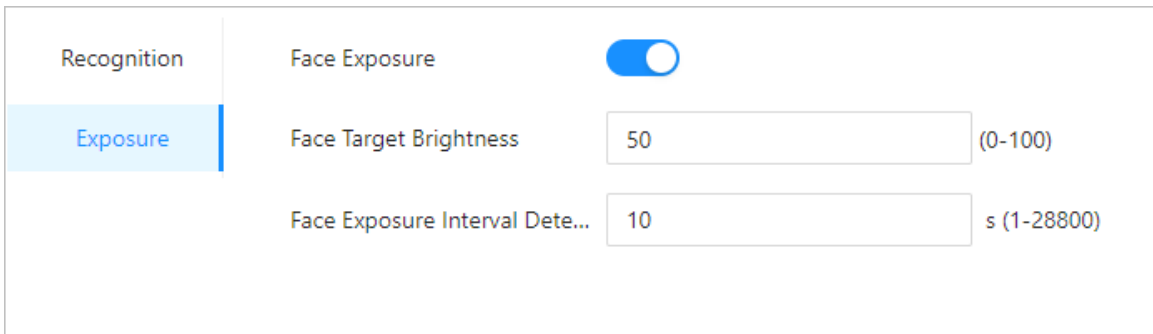 Recognition
Face Exposure
Exposure
Face Target Brightness
50
(0-100)
Face Exposure Interval Dete...
10
s (1-28800)